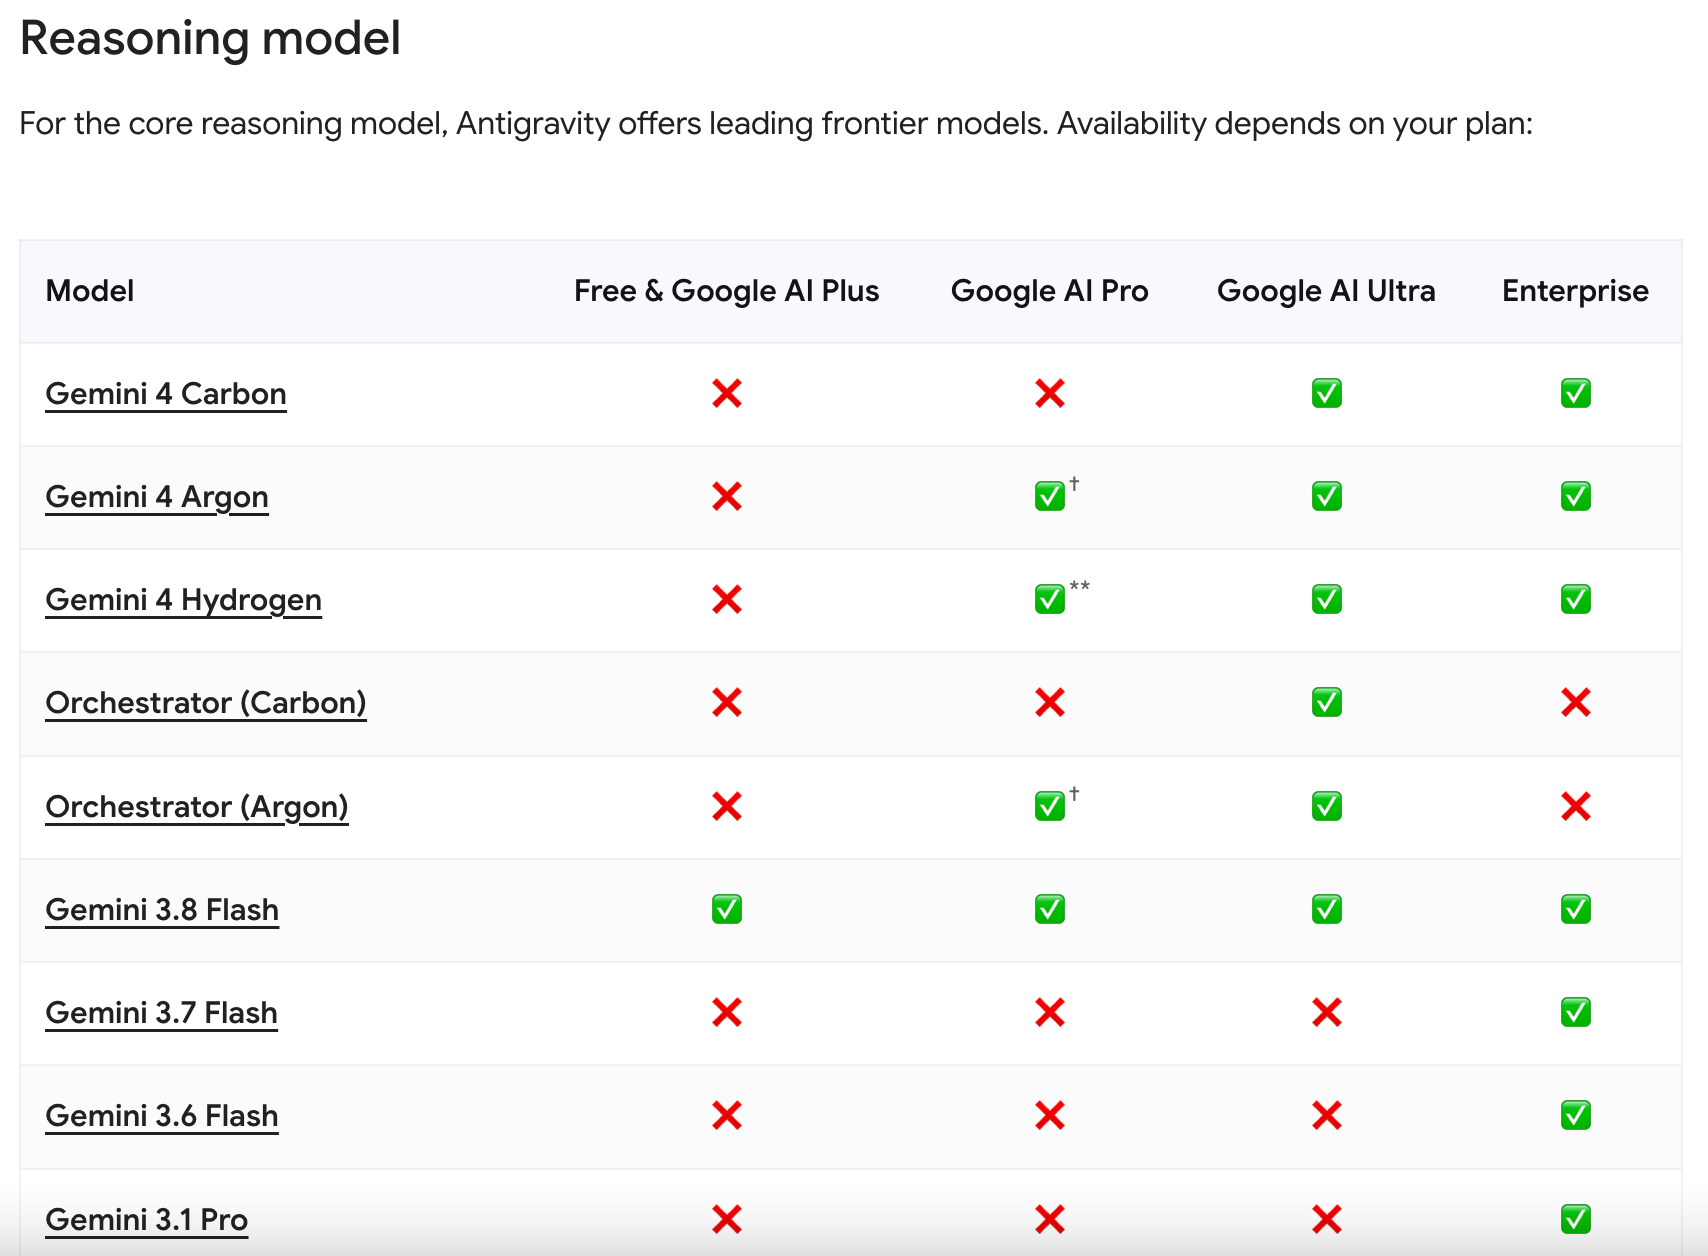 Reasoning model
For the core reasoning model, Antigravity offers leading frontier models. Availability depends on your plan:
Model Free & Google AI Plus Google AI Pro Google AI Ultra Enterprise
Gemini 4 Carbon ❌ ❌ ✅ ✅
Gemini 4 Argon ❌ ✅† ✅ ✅
Gemini 4 Hydrogen ❌ ✅** ✅ ✅
Orchestrator (Carbon) ❌ ❌ ✅ ❌
Orchestrator (Argon) ❌ ✅† ✅ ❌
Gemini 3.8 Flash ✅ ✅ ✅ ✅
Gemini 3.7 Flash ❌ ❌ ❌ ✅
Gemini 3.6 Flash ❌ ❌ ❌ ✅
Gemini 3.1 Pro ❌ ❌ ❌ ✅